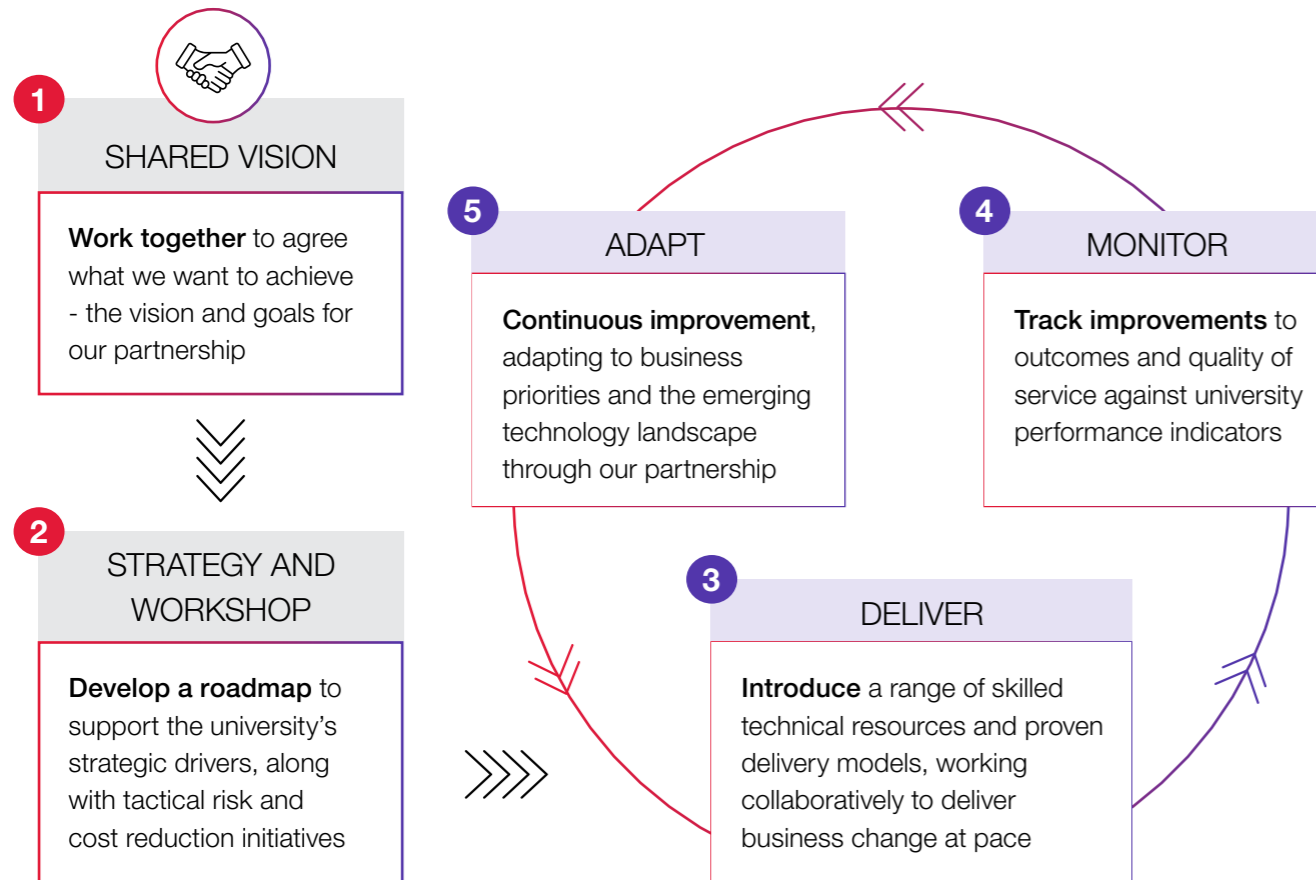 1
SHARED VISION
Work together to agree
what we want to achieve
- the vision and goals for
our partnership
2
STRATEGY AND
WORKSHOP
Develop a roadmap to
support the university’s
strategic drivers, along
with tactical risk and
cost reduction initiatives
3
DELIVER
Introduce a range of skilled
technical resources and proven
delivery models, working
collaboratively to deliver
business change at pace
4
MONITOR
Track improvements to
outcomes and quality of
service against university
performance indicators
5
ADAPT
Continuous improvement,
adapting to business
priorities and the emerging
technology landscape
through our partnership